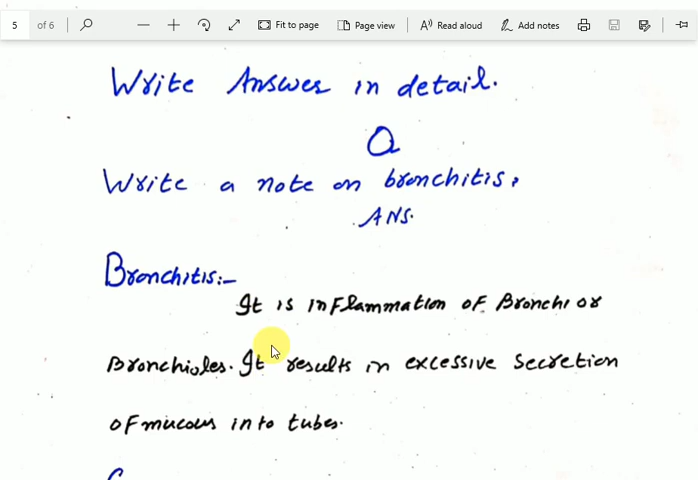 5 of 6 Fit to page Page view Read aloud Add notes
Write Answer in detail.
Q
Write a note on bronchitis,
ANS.
Bronchitis:-
It is inflammation of Bronchi or
Bronchioles. It results in excessive secretion
of mucous into tubes.